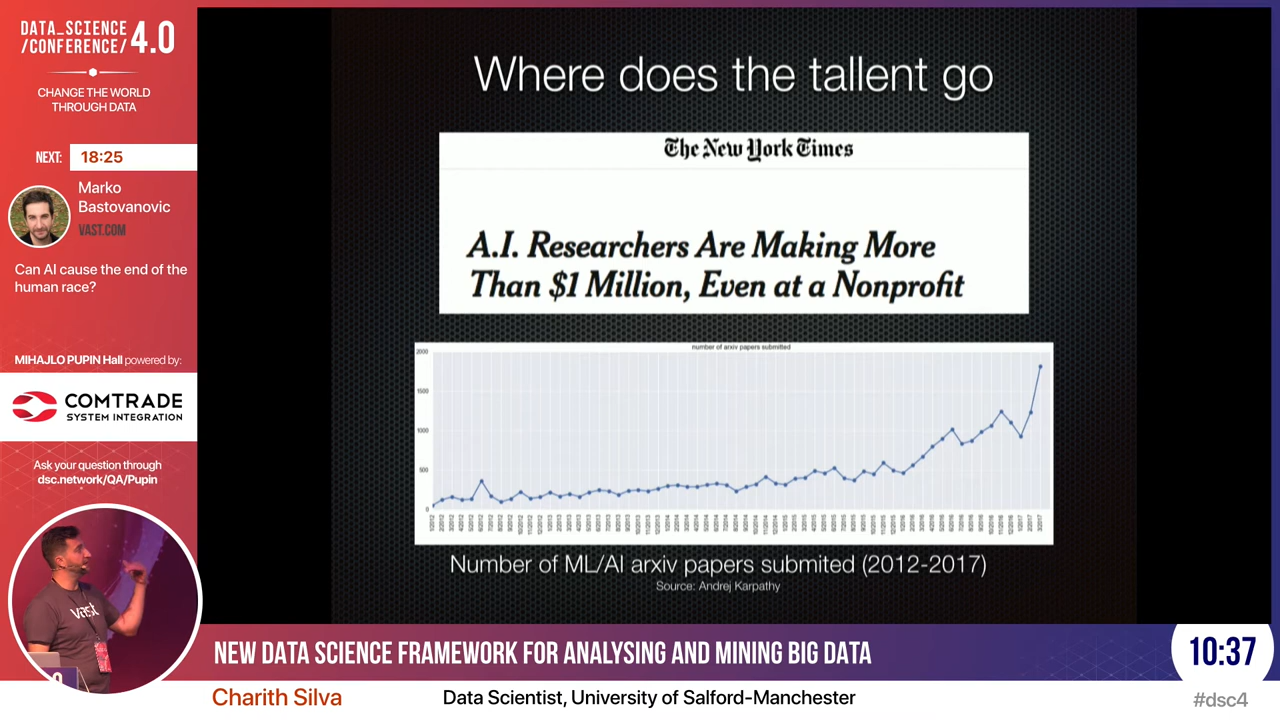 DATA_SCIENCE
/CONFERENCE/ 4.0
CHANGE THE WORLD
THROUGH DATA
NEXT: 18:25
Marko
Bastovanovic
VAST.COM
Can AI cause the end of the
human race?
MIHAJLO PUPIN Hall powered by:
COMTRADE
SYSTEM INTEGRATION
Ask your question through
dsc.network/QA/Pupin
vast
Where does the tallent go
The New York Times
A.I. Researchers Are Making More
Than $1 Million, Even at a Nonprofit
number of arxiv papers submitted
2000
1500
1000
500
0
Number of ML/AI arxiv papers submited (2012-2017)
Source: Andrej Karpathy
NEW DATA SCIENCE FRAMEWORK FOR ANALYSING AND MINING BIG DATA
10:37
Charith Silva
Data Scientist, University of Salford-Manchester
#dsc4